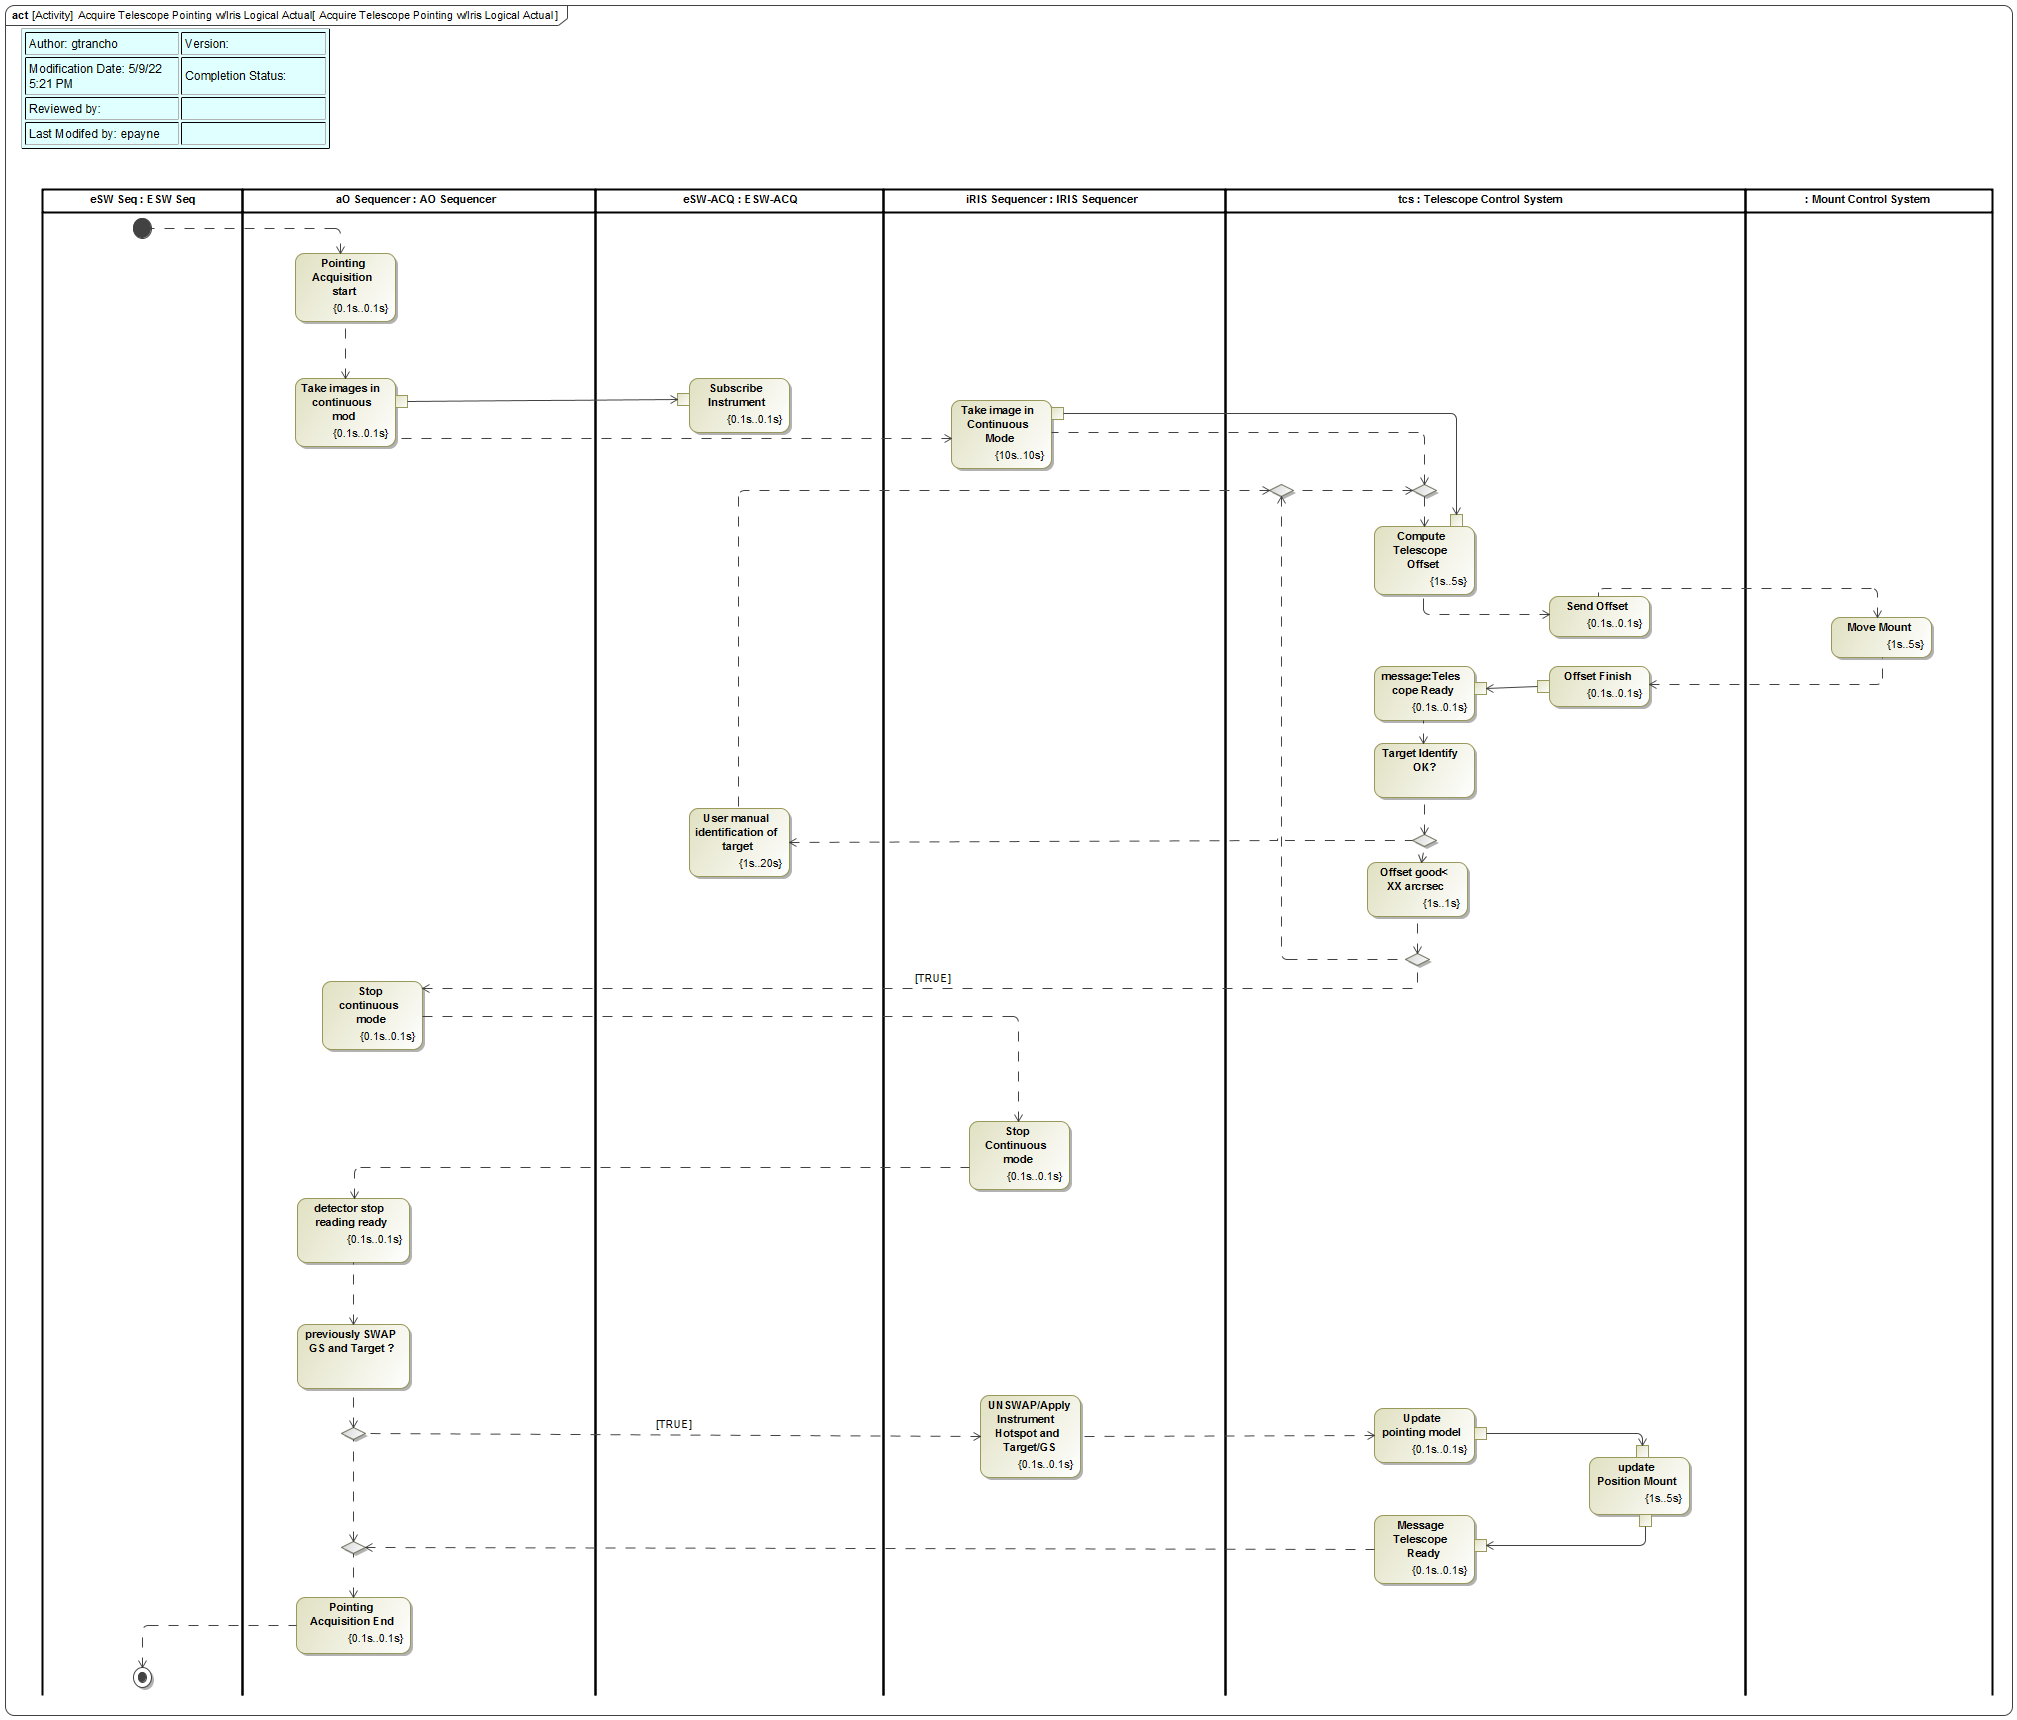 act [Activity] Acquire Telescope Pointing w/Iris Logical Actual[ Acquire Telescope Pointing w/Iris Logical Actual]
Author: gtrancho
Version:
Modification Date: 5/9/22
5:21 PM
Completion Status:
Reviewed by:
Last Modifed by: epayne
eSW Seq : ESW Seq
aO Sequencer : AO Sequencer
eSW-ACQ : ESW-ACQ
iRIS Sequencer : IRIS Sequencer
tcs : Telescope Control System
: Mount Control System
Pointing
Acquisition
start
{0.1s..0.1s}
Take images in
continuous
mod
{0.1s..0.1s}
Subscribe
Instrument
{0.1s..0.1s}
Take image in
Continuous
Mode
{10s..10s}
Compute
Telescope
Offset
{1s..5s}
Send Offset
{0.1s..0.1s}
Move Mount
{1s..5s}
message:Teles
cope Ready
{0.1s..0.1s}
Offset Finish
{0.1s..0.1s}
Target Identify
OK?
User manual
identification of
target
{1s..20s}
Offset good<
XX arcrsec
{1s..1s}
[TRUE]
Stop
continuous
mode
{0.1s..0.1s}
Stop
Continuous
mode
{0.1s..0.1s}
detector stop
reading ready
{0.1s..0.1s}
previously SWAP
GS and Target ?
[TRUE]
UNSWAP/Apply
Instrument
Hotspot and
Target/GS
{0.1s..0.1s}
Update
pointing model
{0.1s..0.1s}
update
Position Mount
{1s..5s}
Message
Telescope
Ready
{0.1s..0.1s}
Pointing
Acquisition End
{0.1s..0.1s}